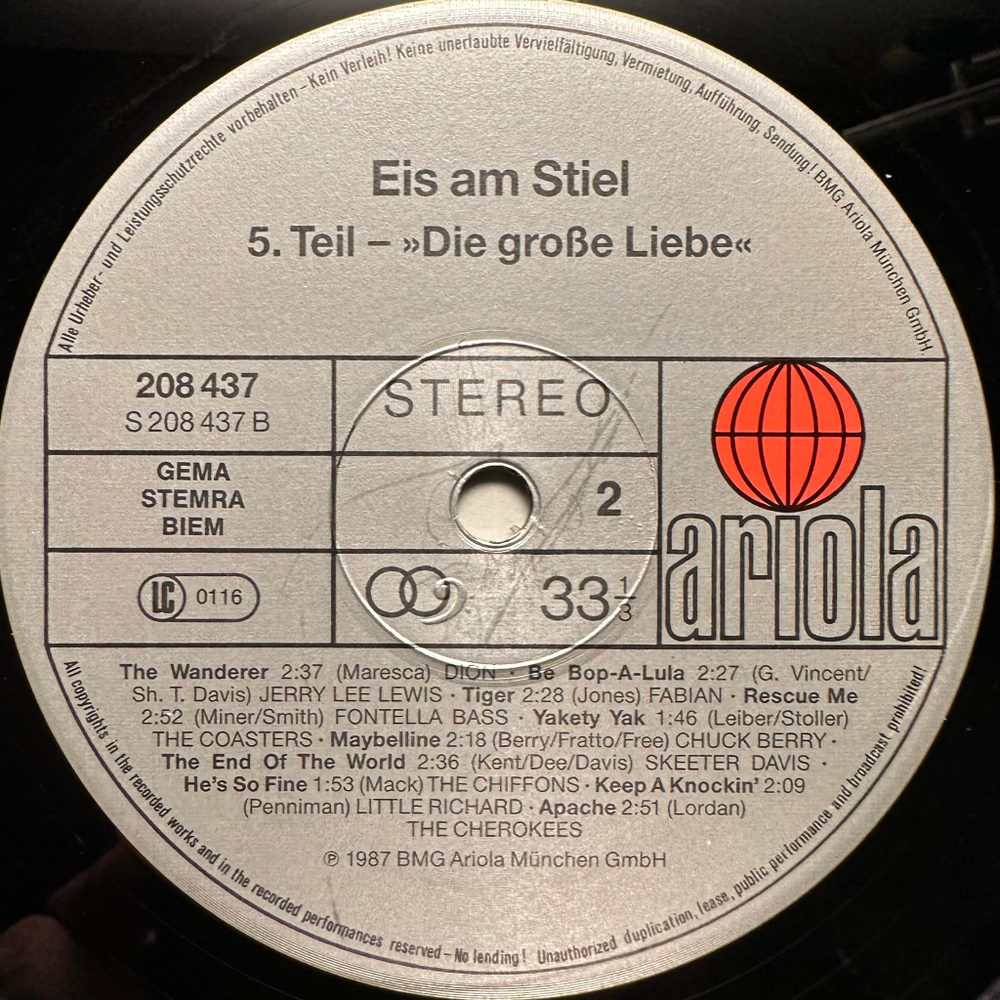 Alle Urheber- und Leistungsschutzrechte vorbehalten – Kein Verleih! Keine unerlaubte Vervielfältigung, Vermietung, Aufführung, Sendung! BMG Ariola München GmbH.
Eis am Stiel
5. Teil – »Die große Liebe«
208 437
S 208 437 B
GEMA
STEMRA
BIEM
LC 0116
STEREO
2
33 1/3
ariola
The Wanderer 2:37 (Maresca) DION · Be Bop-A-Lula 2:27 (G. Vincent/
Sh. T. Davis) JERRY LEE LEWIS · Tiger 2:28 (Jones) FABIAN · Rescue Me
2:52 (Miner/Smith) FONTELLA BASS · Yakety Yak 1:46 (Leiber/Stoller)
THE COASTERS · Maybelline 2:18 (Berry/Fratto/Free) CHUCK BERRY ·
The End Of The World 2:36 (Kent/Dee/Davis) SKEETER DAVIS ·
He's So Fine 1:53 (Mack) THE CHIFFONS · Keep A Knockin' 2:09
(Penniman) LITTLE RICHARD · Apache 2:51 (Lordan)
THE CHEROKEES
℗ 1987 BMG Ariola München GmbH
All copyrights in the recorded works and in the recorded performances reserved – No lending! Unauthorized duplication, lease, public performance and broadcast prohibited!